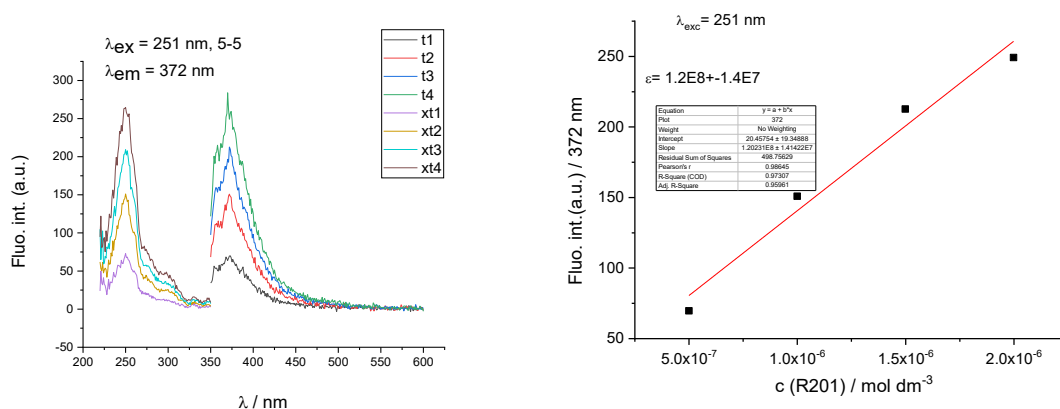 λex = 251 nm, 5-5
λem = 372 nm
t1
t2
t3
t4
xt1
xt2
xt3
xt4
Fluo. int. (a.u.)
300
250
200
150
100
50
0
-50
200 250 300 350 400 450 500 550 600
λ / nm
λexc= 251 nm
ε= 1.2E8+-1.4E7
Equation y = a + b*x
Plot 372
Weight No Weighting
Intercept 20.45754 ± 19.34888
Slope 1.20231E8 ± 1.41422E7
Residual Sum of Squares 498.75629
Pearson's r 0.98645
R-Square (COD) 0.97307
Adj. R-Square 0.95961
Fluo. int.(a.u.) / 372 nm
250
200
150
100
50
5.0x10⁻⁷ 1.0x10⁻⁶ 1.5x10⁻⁶ 2.0x10⁻⁶
c (R201) / mol dm⁻³